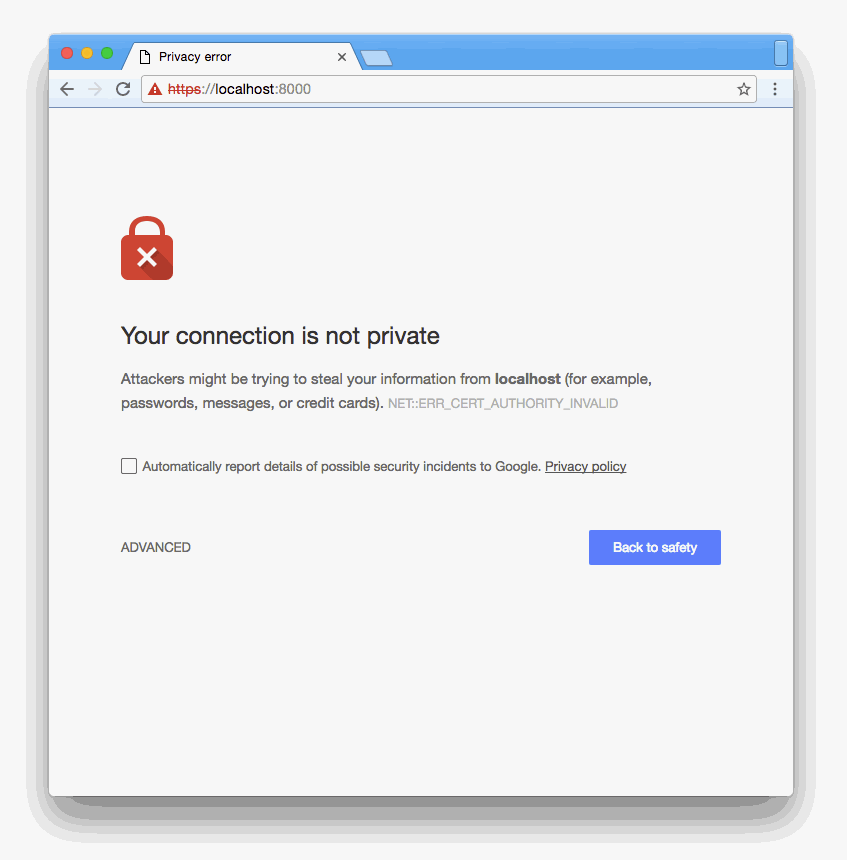 Privacy error
https://localhost:8000
Your connection is not private
Attackers might be trying to steal your information from localhost (for example,
passwords, messages, or credit cards). NET::ERR_CERT_AUTHORITY_INVALID
Automatically report details of possible security incidents to Google. Privacy policy
ADVANCED
Back to safety